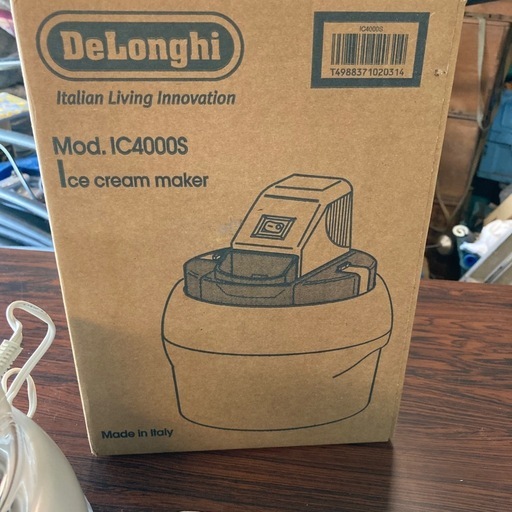 DeLonghi
Italian Living Innovation
IC4000S
T4988371020314
Mod. IC4000S
Ice cream maker
Made in Italy